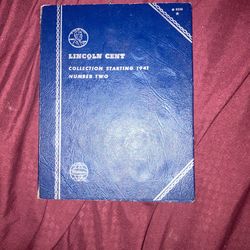 LINCOLN CENT
COLLECTION STARTING 1941
NUMBER TWO